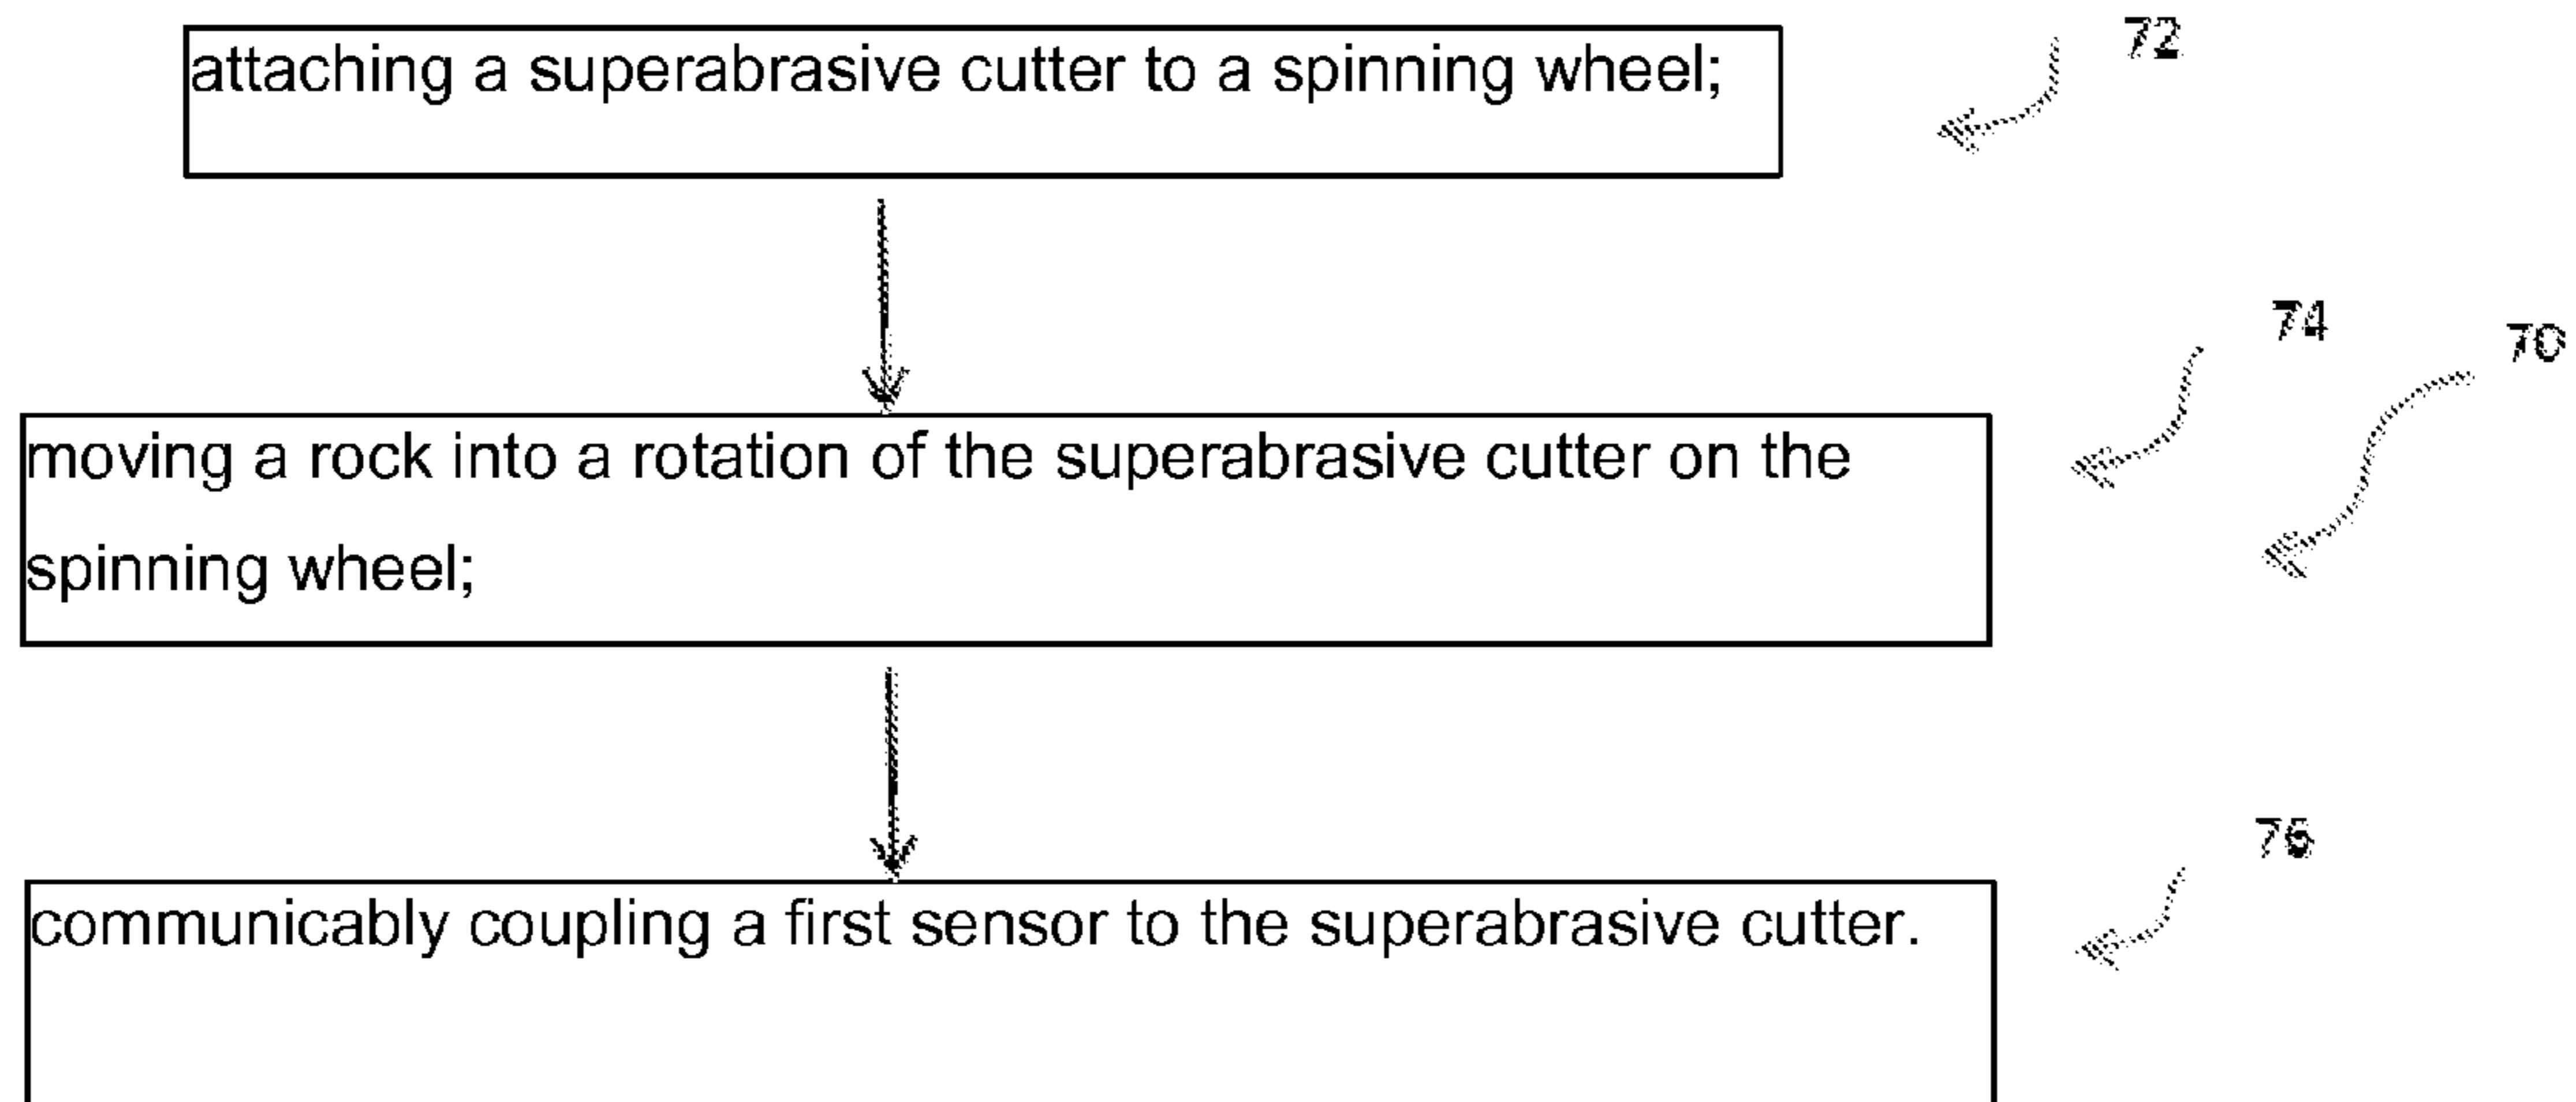 attaching a superabrasive cutter to a spinning wheel;
72
moving a rock into a rotation of the superabrasive cutter on the
spinning wheel;
74
70
communicably coupling a first sensor to the superabrasive cutter.
76